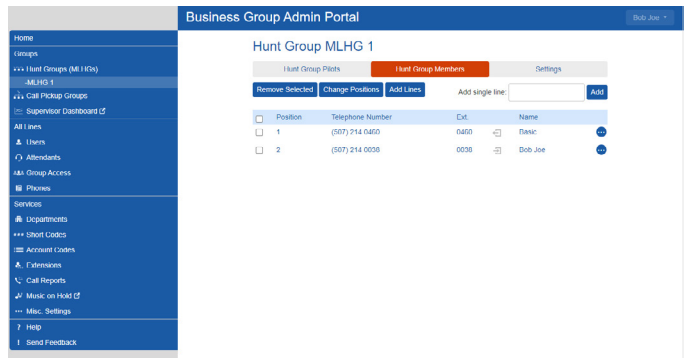 Business Group Admin Portal
Bob Joe
Home
Groups
Hunt Groups (MLHGs)
-MLHG 1
Call Pickup Groups
Supervisor Dashboard
All Lines
Users
Attendants
Group Access
Phones
Services
Departments
Short Codes
Account Codes
Extensions
Call Reports
Music on Hold
Misc. Settings
Help
Send Feedback
Hunt Group MLHG 1
Hunt Group Pilots Hunt Group Members Settings
Remove Selected Change Positions Add Lines Add single line: Add
Position Telephone Number Ext. Name
1 (507) 214 0460 0460 Basic
2 (507) 214 0038 0038 Bob Joe